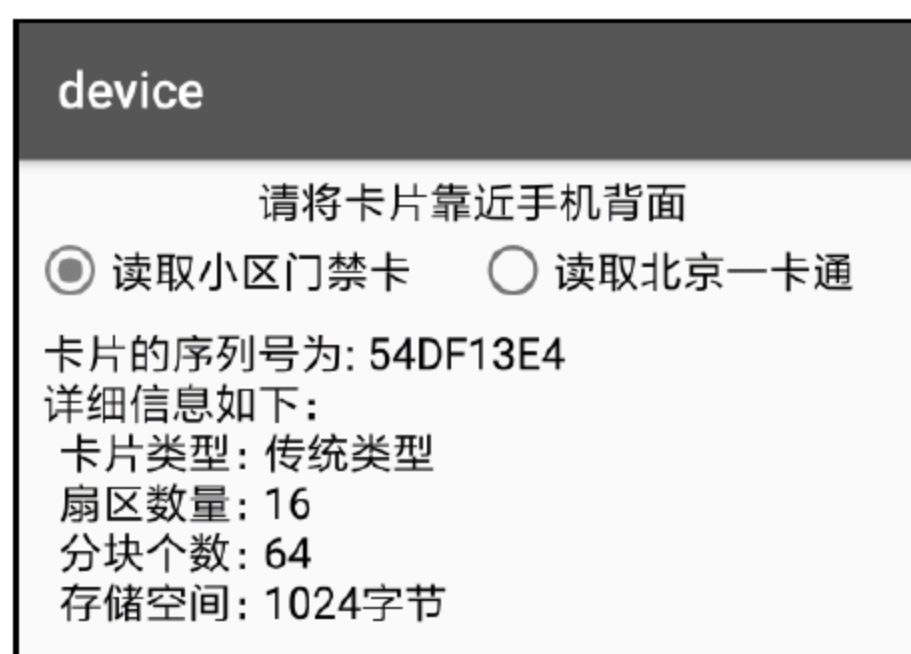 device
请将卡片靠近手机背面
读取小区门禁卡 读取北京一卡通
卡片的序列号为: 54DF13E4
详细信息如下：
卡片类型：传统类型
扇区数量：16
分块个数：64
存储空间：1024字节